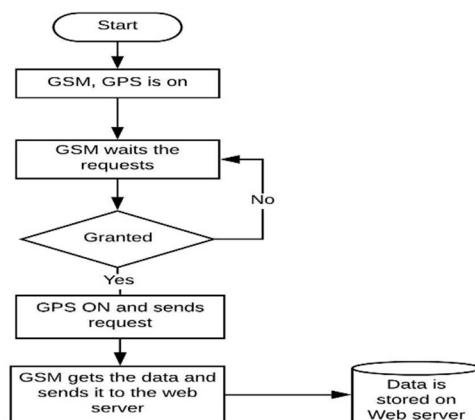 Start
GSM, GPS is on
GSM waits the
requests
No
Granted
Yes
GPS ON and sends
request
GSM gets the data and
sends it to the web
server
Data is
stored on
Web server